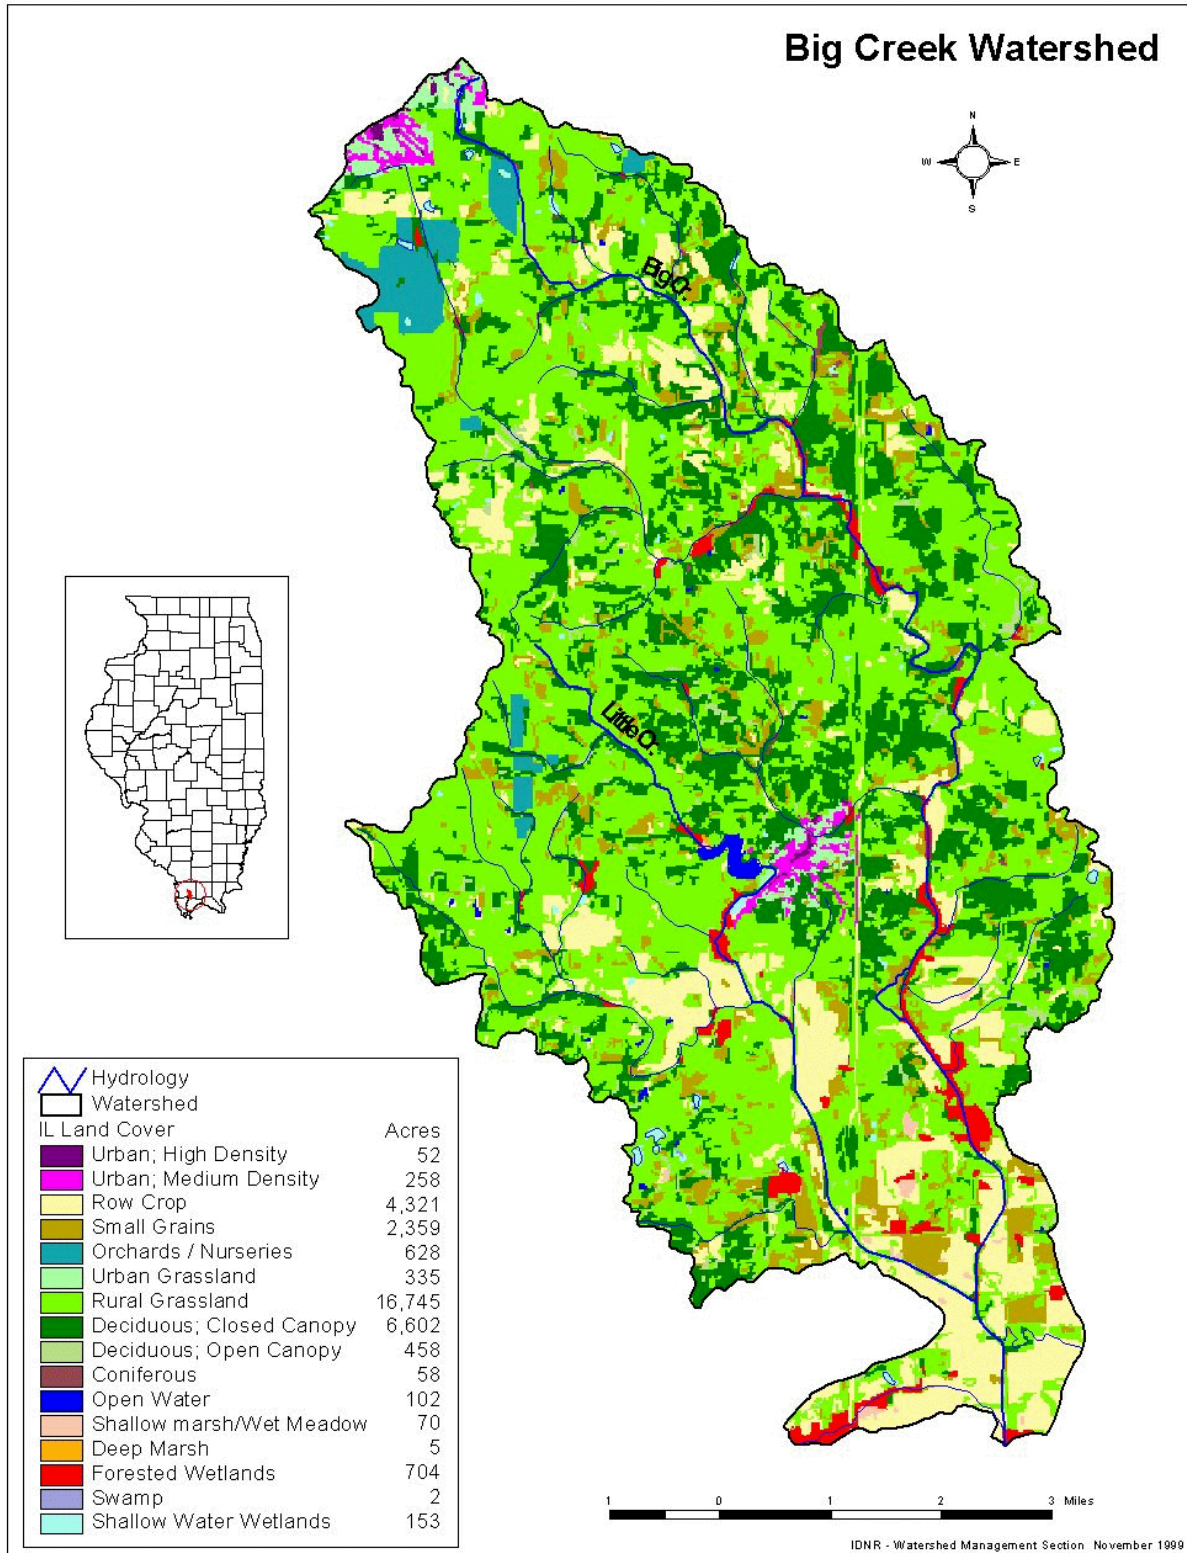 Big Creek Watershed
N
W E
S
Big Cr.
Little Cr.
Hydrology
Watershed
IL Land Cover Acres
Urban; High Density 52
Urban; Medium Density 258
Row Crop 4,321
Small Grains 2,359
Orchards / Nurseries 628
Urban Grassland 335
Rural Grassland 16,745
Deciduous; Closed Canopy 6,602
Deciduous; Open Canopy 458
Coniferous 58
Open Water 102
Shallow marsh/Wet Meadow 70
Deep Marsh 5
Forested Wetlands 704
Swamp 2
Shallow Water Wetlands 153
1 0 1 2 3 Miles
IDNR - Watershed Management Section November 1999